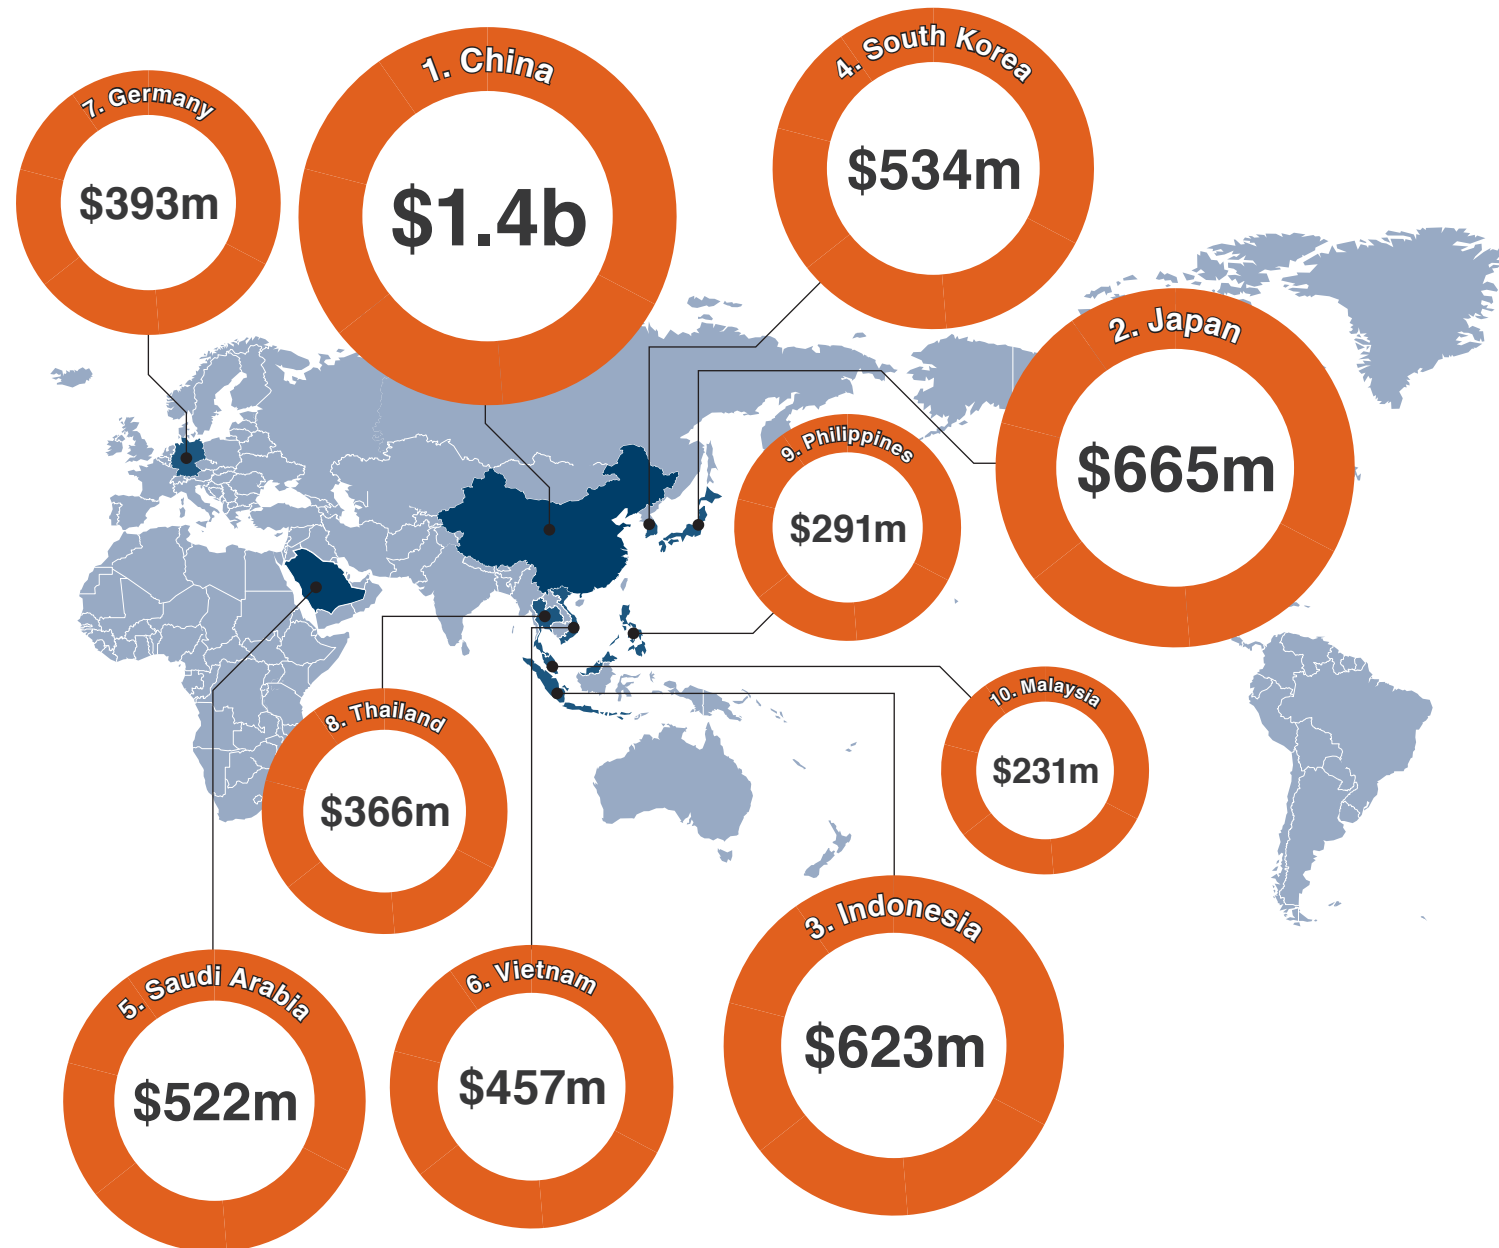 7. Germany
$393m
1. China
$1.4b
4. South Korea
$534m
2. Japan
$665m
9. Philippines
$291m
10. Malaysia
$231m
8. Thailand
$366m
5. Saudi Arabia
$522m
6. Vietnam
$457m
3. Indonesia
$623m